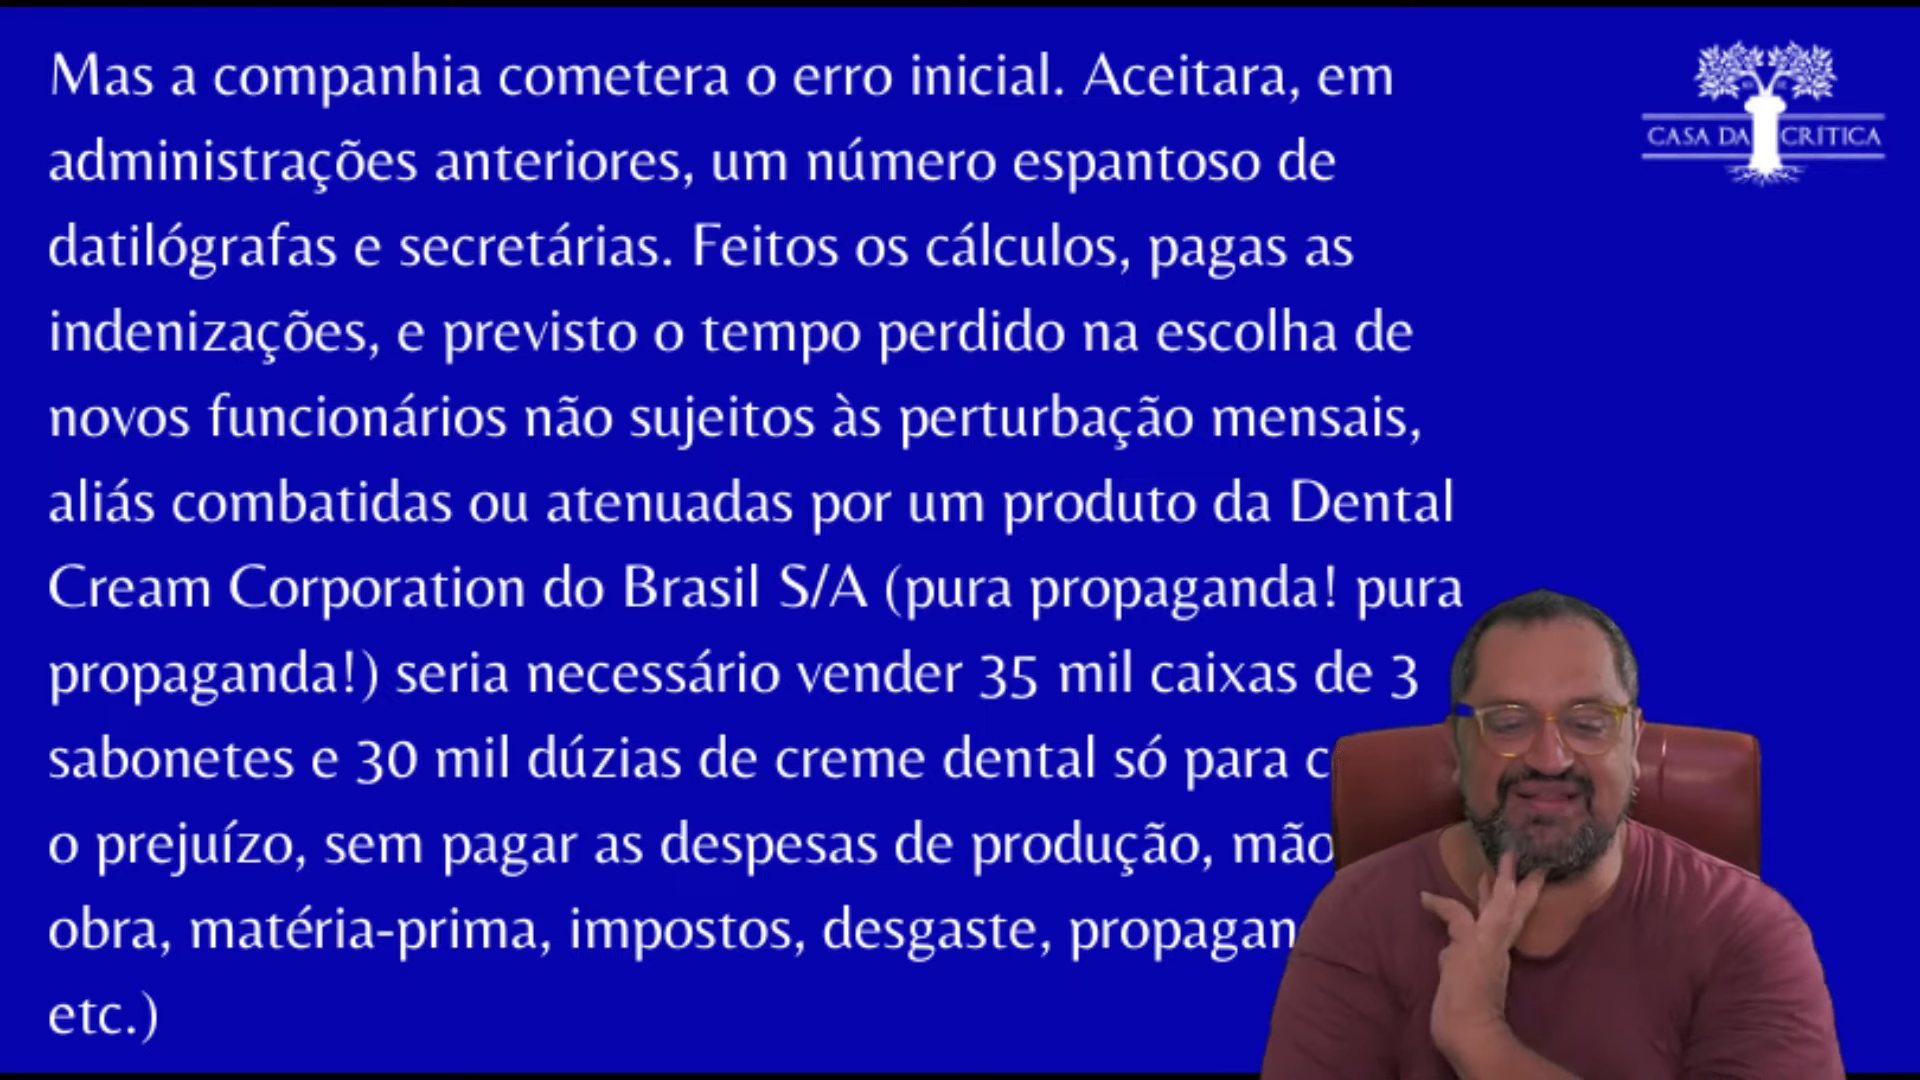 Mas a companhia cometera o erro inicial. Aceitara, em
administrações anteriores, um número espantoso de
datilógrafas e secretárias. Feitos os cálculos, pagas as
indenizações, e previsto o tempo perdido na escolha de
novos funcionários não sujeitos às perturbação mensais,
aliás combatidas ou atenuadas por um produto da Dental
Cream Corporation do Brasil S/A (pura propaganda! pura
propaganda!) seria necessário vender 35 mil caixas de 3
sabonetes e 30 mil dúzias de creme dental só para
o prejuízo, sem pagar as despesas de produção, mão
obra, matéria-prima, impostos, desgaste,
etc.)
CASA DA CRÍTICA